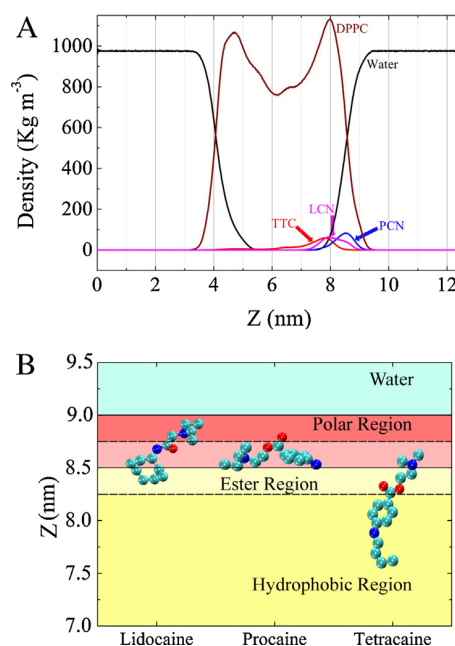 A
DPPC
Water
LCN
TTC
PCN
1000
800
600
400
200
0
Density (Kg m-3)
0 2 4 6 8 10 12
Z (nm)
B
9.5
9.0
8.5
8.0
7.5
7.0
Z(nm)
Water
Polar Region
Ester Region
Hydrophobic Region
Lidocaine Procaine Tetracaine